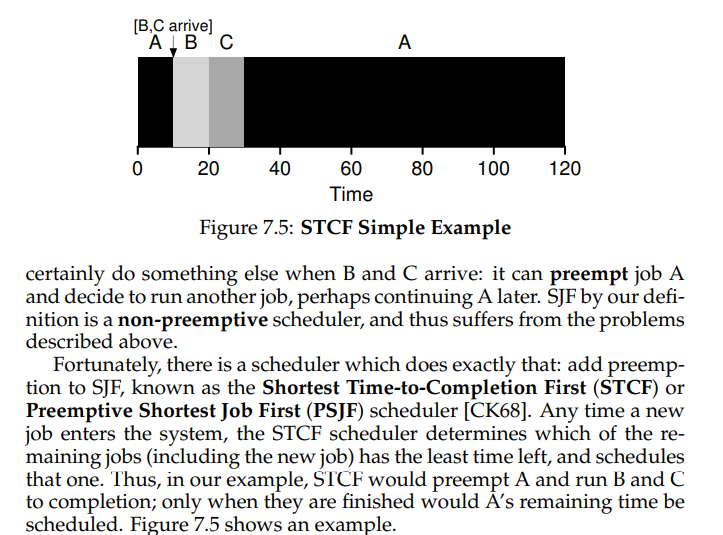 [B,C arrive]
A B C A
0 20 40 60 80 100 120
Time
Figure 7.5: STCF Simple Example
certainly do something else when B and C arrive: it can preempt job A
and decide to run another job, perhaps continuing A later. SJF by our defi-
nition is a non-preemptive scheduler, and thus suffers from the problems
described above.
Fortunately, there is a scheduler which does exactly that: add preemp-
tion to SJF, known as the Shortest Time-to-Completion First (STCF) or
Preemptive Shortest Job First (PSJF) scheduler [CK68]. Any time a new
job enters the system, the STCF scheduler determines which of the re-
maining jobs (including the new job) has the least time left, and schedules
that one. Thus, in our example, STCF would preempt A and run B and C
to completion; only when they are finished would A's remaining time be
scheduled. Figure 7.5 shows an example.